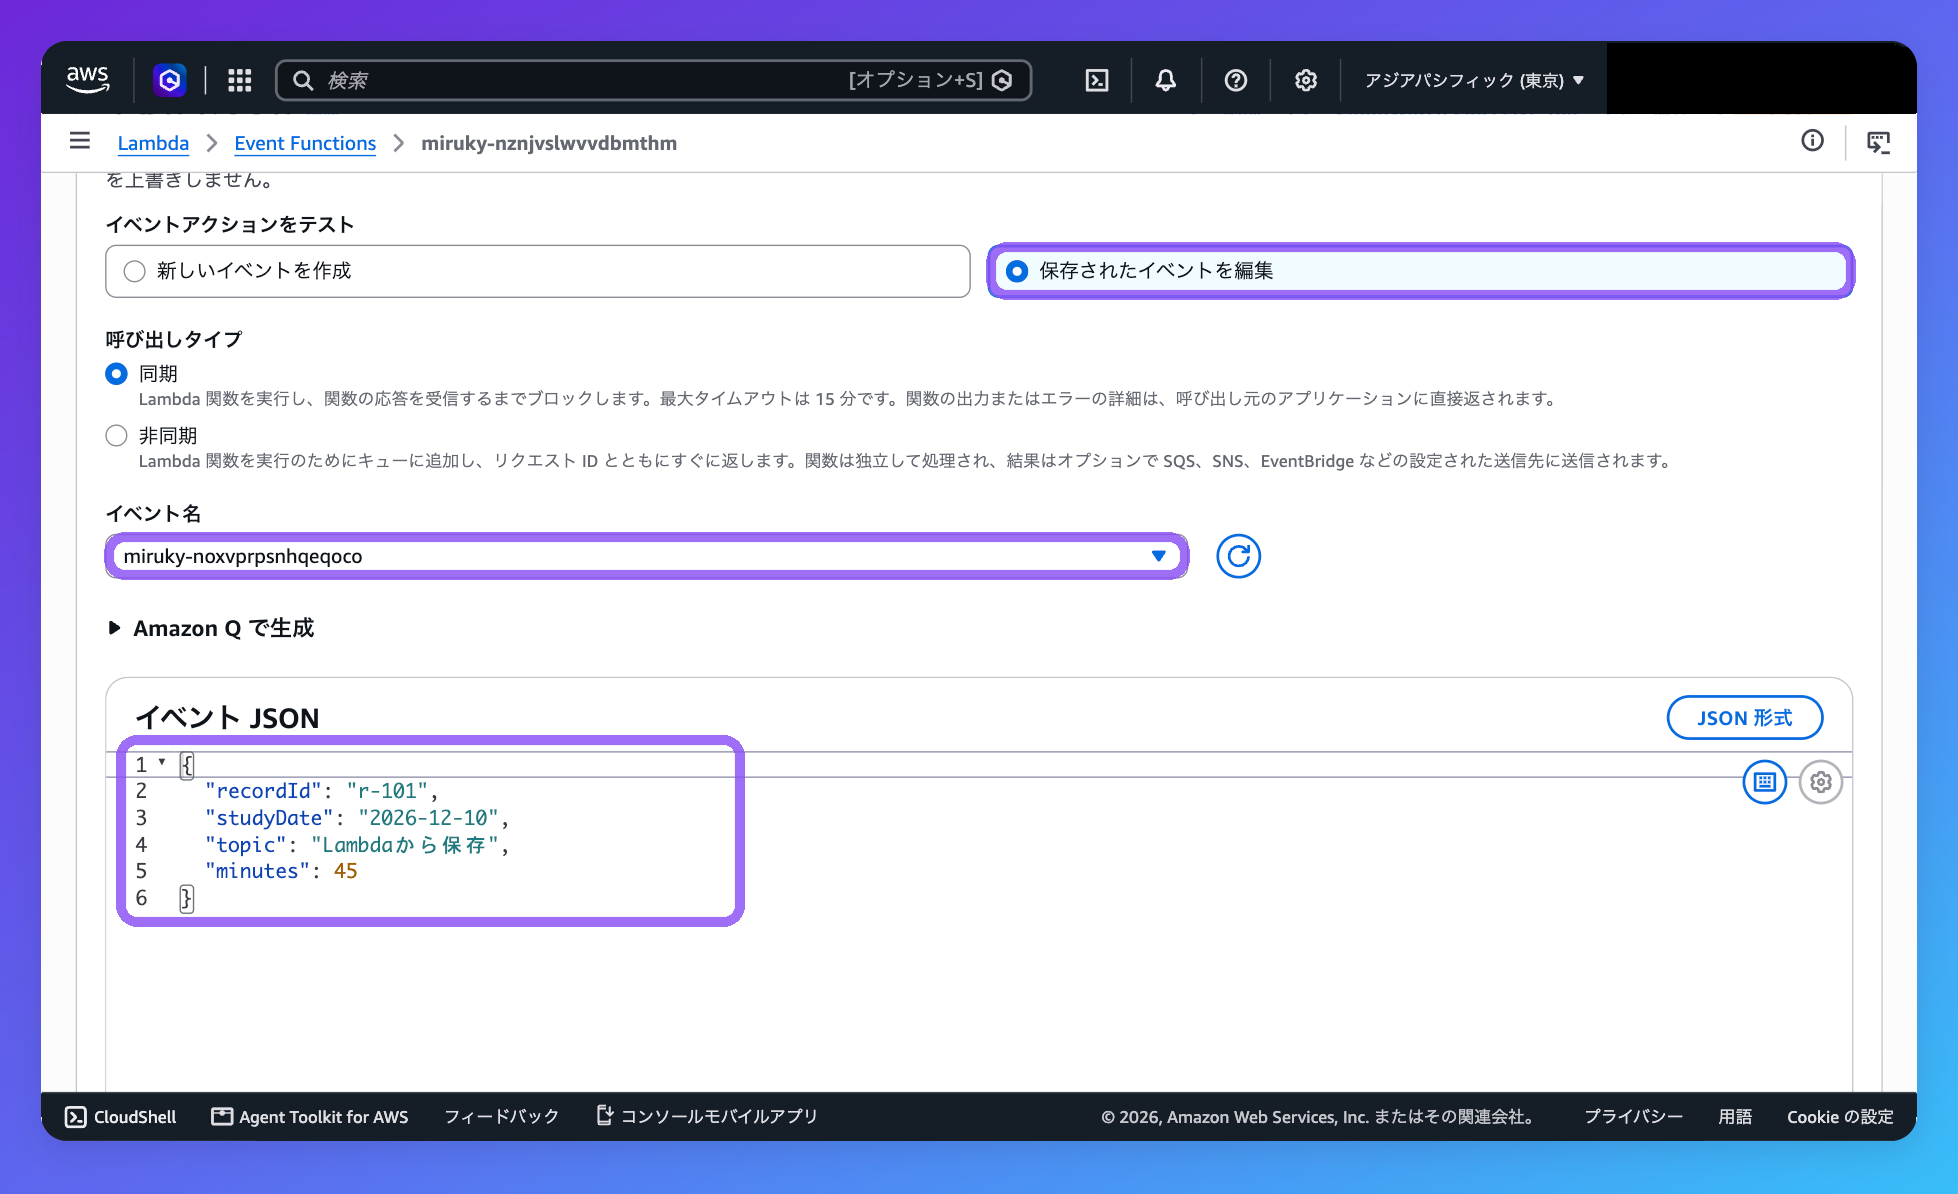 aws
検索
[オプション+S]
アジアパシフィック (東京)
Lambda
Event Functions
miruky-nznjvslwvvdbmthm
を上書きしません。
イベントアクションをテスト
新しいイベントを作成
保存されたイベントを編集
呼び出しタイプ
同期
Lambda 関数を実行し、関数の応答を受信するまでブロックします。最大タイムアウトは 15 分です。関数の出力またはエラーの詳細は、呼び出し元のアプリケーションに直接返されます。
非同期
Lambda 関数を実行のためにキューに追加し、リクエスト ID とともにすぐに返します。関数は独立して処理され、結果はオプションで SQS、SNS、EventBridge などの設定された送信先に送信されます。
イベント名
miruky-noxvprpsnhqeqoco
Amazon Q で生成
イベント JSON
JSON 形式
1 {
2 "recordId": "r-101",
3 "studyDate": "2026-12-10",
4 "topic": "Lambdaから保存",
5 "minutes": 45
6 }
CloudShell
Agent Toolkit for AWS
フィードバック
コンソールモバイルアプリ
© 2026, Amazon Web Services, Inc. またはその関連会社。
プライバシー
用語
Cookie の設定